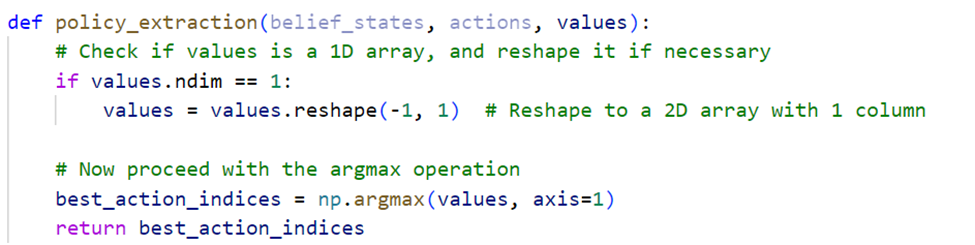 def policy_extraction(belief_states, actions, values):
    # Check if values is a 1D array, and reshape it if necessary
    if values.ndim == 1:
        values = values.reshape(-1, 1)  # Reshape to a 2D array with 1 column

    # Now proceed with the argmax operation
    best_action_indices = np.argmax(values, axis=1)
    return best_action_indices